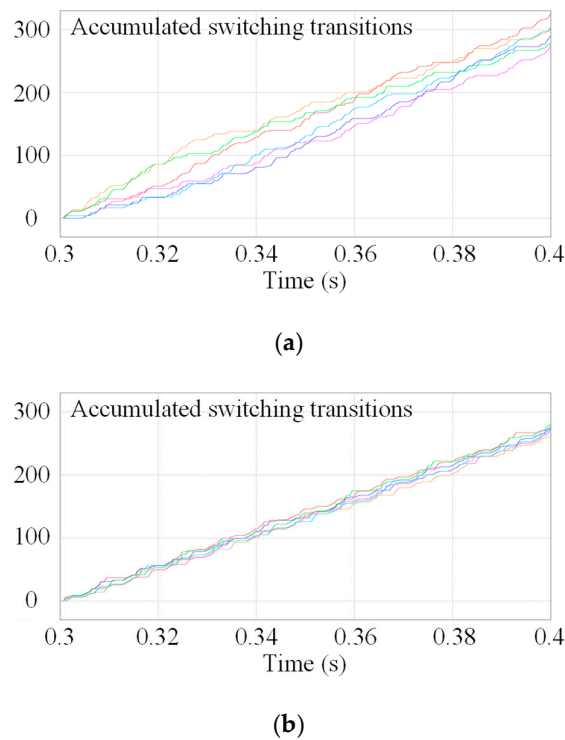 Accumulated switching transitions
300
200
100
0
0.3 0.32 0.34 0.36 0.38 0.4
Time (s)
(a)
Accumulated switching transitions
300
200
100
0
0.3 0.32 0.34 0.36 0.38 0.4
Time (s)
(b)